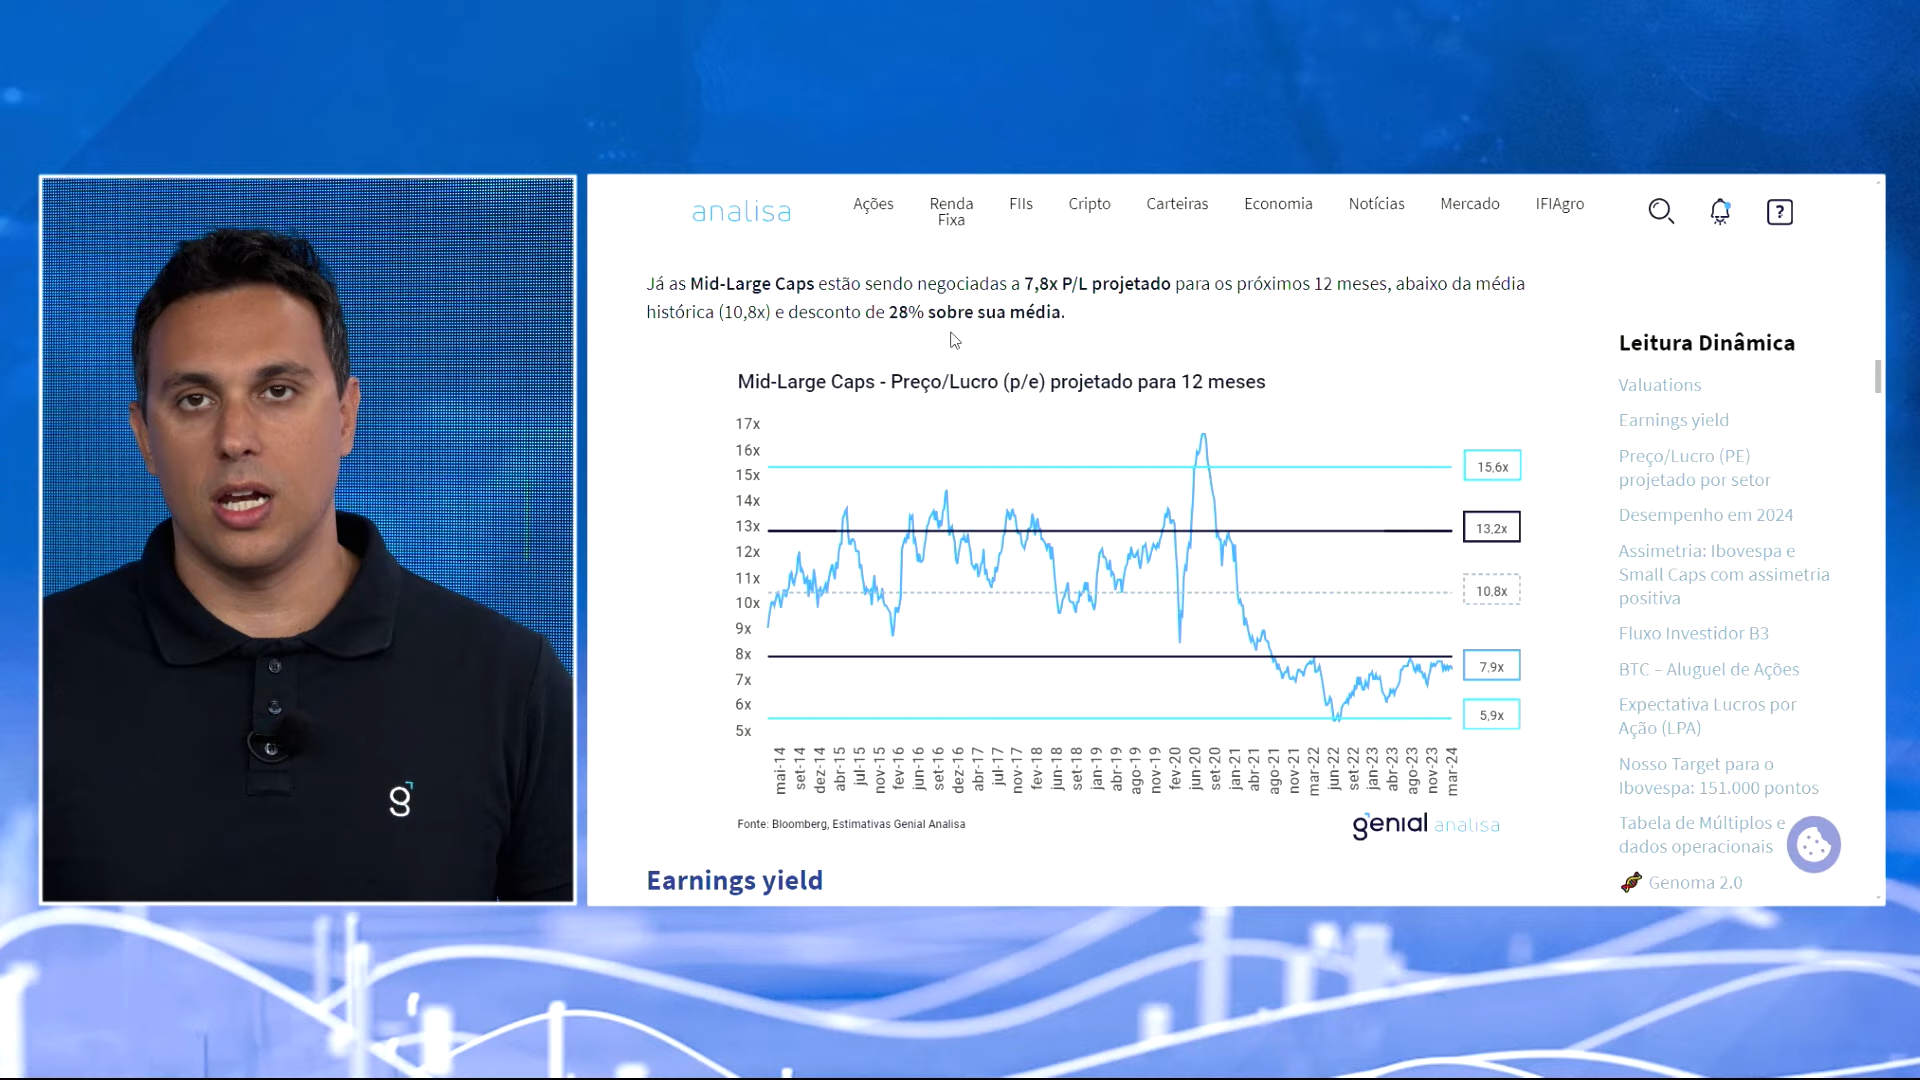 analisa
Ações
Renda
Fixa
FIIs
Cripto
Carteiras
Economia
Notícias
Mercado
IFIAgro
?
Já as Mid-Large Caps estão sendo negociadas a 7,8x P/L projetado para os próximos 12 meses, abaixo da média
histórica (10,8x) e desconto de 28% sobre sua média.
Mid-Large Caps - Preço/Lucro (p/e) projetado para 12 meses
17x
16x
15x
14x
13x
12x
11x
10x
9x
8x
7x
6x
5x
15,6x
13,2x
10,8x
7,9x
5,9x
mai-14
set-14
dez-14
abr-15
jul-15
nov-15
fev-16
jun-16
set-16
dez-16
abr-17
jul-17
nov-17
fev-18
jun-18
set-18
jan-19
abr-19
ago-19
nov-19
fev-20
jun-20
set-20
jan-21
abr-21
ago-21
nov-21
mar-22
jun-22
set-22
jan-23
abr-23
ago-23
nov-23
mar-24
Fonte: Bloomberg, Estimativas Genial Analisa
genial analisa
Earnings yield
Leitura Dinâmica
Valuations
Earnings yield
Preço/Lucro (PE)
projetado por setor
Desempenho em 2024
Assimetria: Ibovespa e
Small Caps com assimetria
positiva
Fluxo Investidor B3
BTC – Aluguel de Ações
Expectativa Lucros por
Ação (LPA)
Nosso Target para o
Ibovespa: 151.000 pontos
Tabela de Múltiplos e
dados operacionais
Genoma 2.0
g